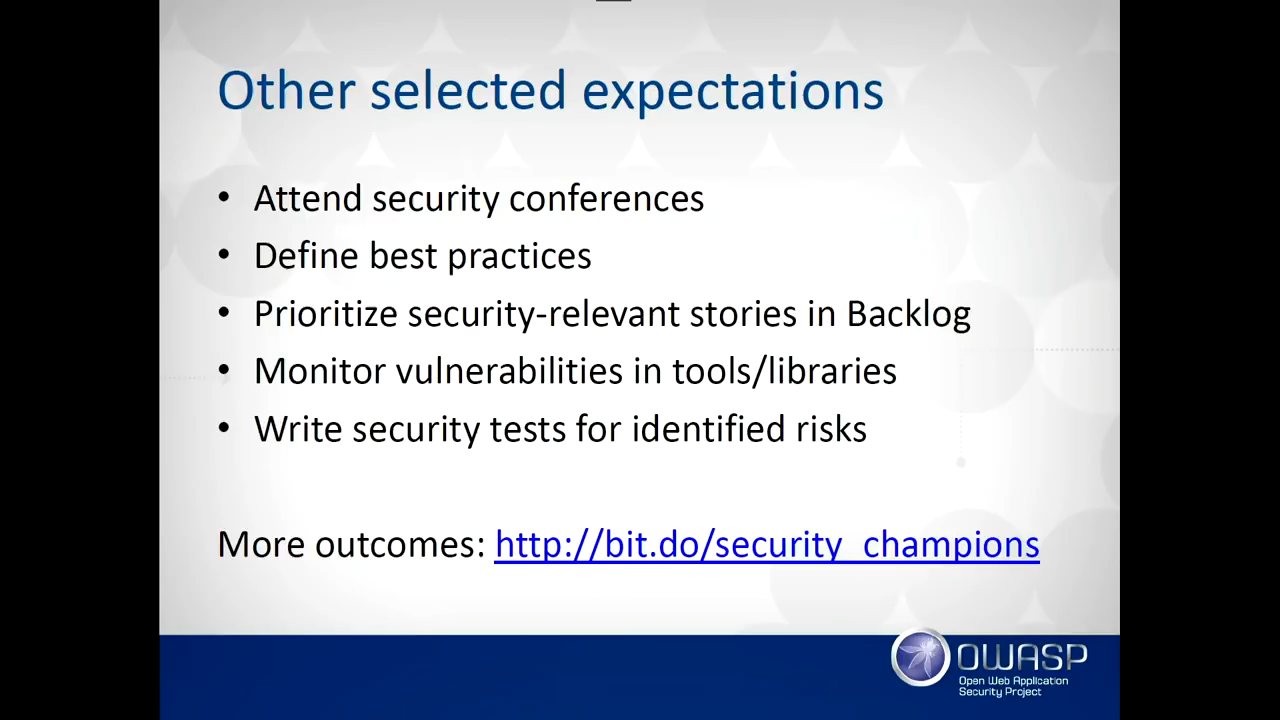 Other selected expectations
• Attend security conferences
• Define best practices
• Prioritize security-relevant stories in Backlog
• Monitor vulnerabilities in tools/libraries
• Write security tests for identified risks
More outcomes: http://bit.do/security_champions
OWASP
Open Web Application
Security Project